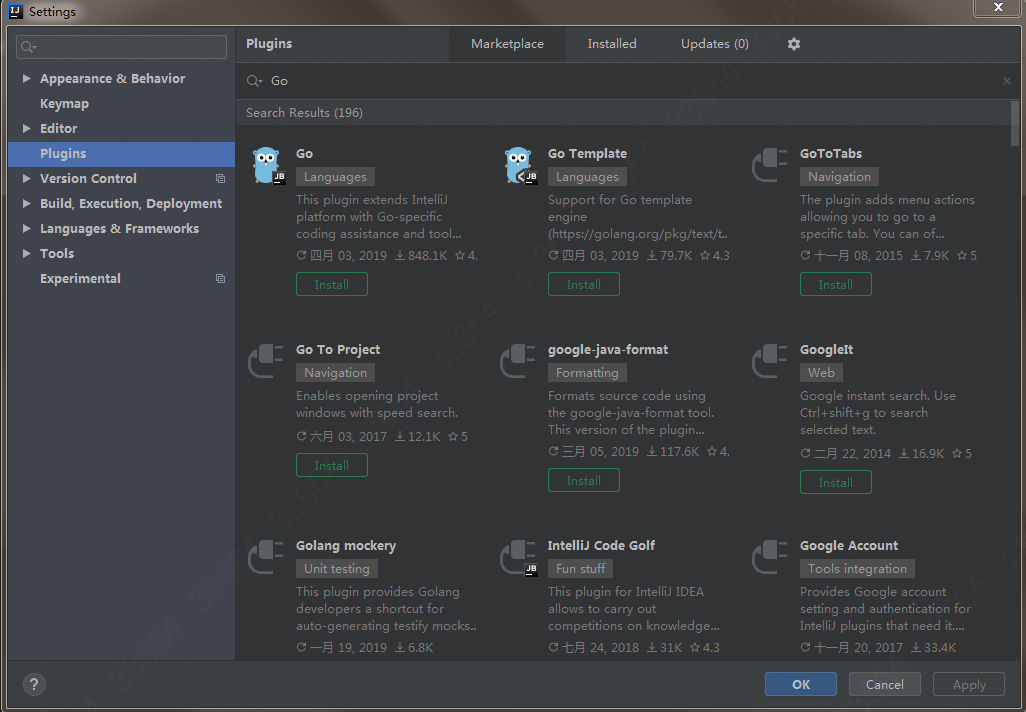 Settings
Plugins
Marketplace
Installed
Updates (0)
Appearance & Behavior
Keymap
Editor
Plugins
Version Control
Build, Execution, Deployment
Languages & Frameworks
Tools
Experimental
Go
Search Results (196)
Go
Languages
This plugin extends IntelliJ
platform with Go-specific
coding assistance and tool...
四月 03, 2019 848.1K 4.
Install
Go Template
Languages
Support for Go template
engine
(https://golang.org/pkg/text/t..
四月 03, 2019 79.7K 4.3
Install
GoToTabs
Navigation
The plugin adds menu actions
allowing you to go to a
specific tab. You can of...
十一月 08, 2015 7.9K 5
Install
Go To Project
Navigation
Enables opening project
windows with speed search.
六月 03, 2017 12.1K 5
Install
google-java-format
Formatting
Formats source code using
the google-java-format tool.
This version of the plugin...
三月 05, 2019 117.6K 4.
Install
GoogleIt
Web
Google instant search. Use
Ctrl+shift+g to search
selected text.
二月 22, 2014 16.9K 5
Install
Golang mockery
Unit testing
This plugin provides Golang
developers a shortcut for
auto-generating testify mocks..
一月 19, 2019 6.8K
IntelliJ Code Golf
Fun stuff
This plugin for IntelliJ IDEA
allows to carry out
competitions on knowledge...
七月 24, 2018 31K 4.3
Google Account
Tools integration
Provides Google account
setting and authentication for
IntelliJ plugins that need it....
十一月 20, 2017 33.4K
?
OK
Cancel
Apply